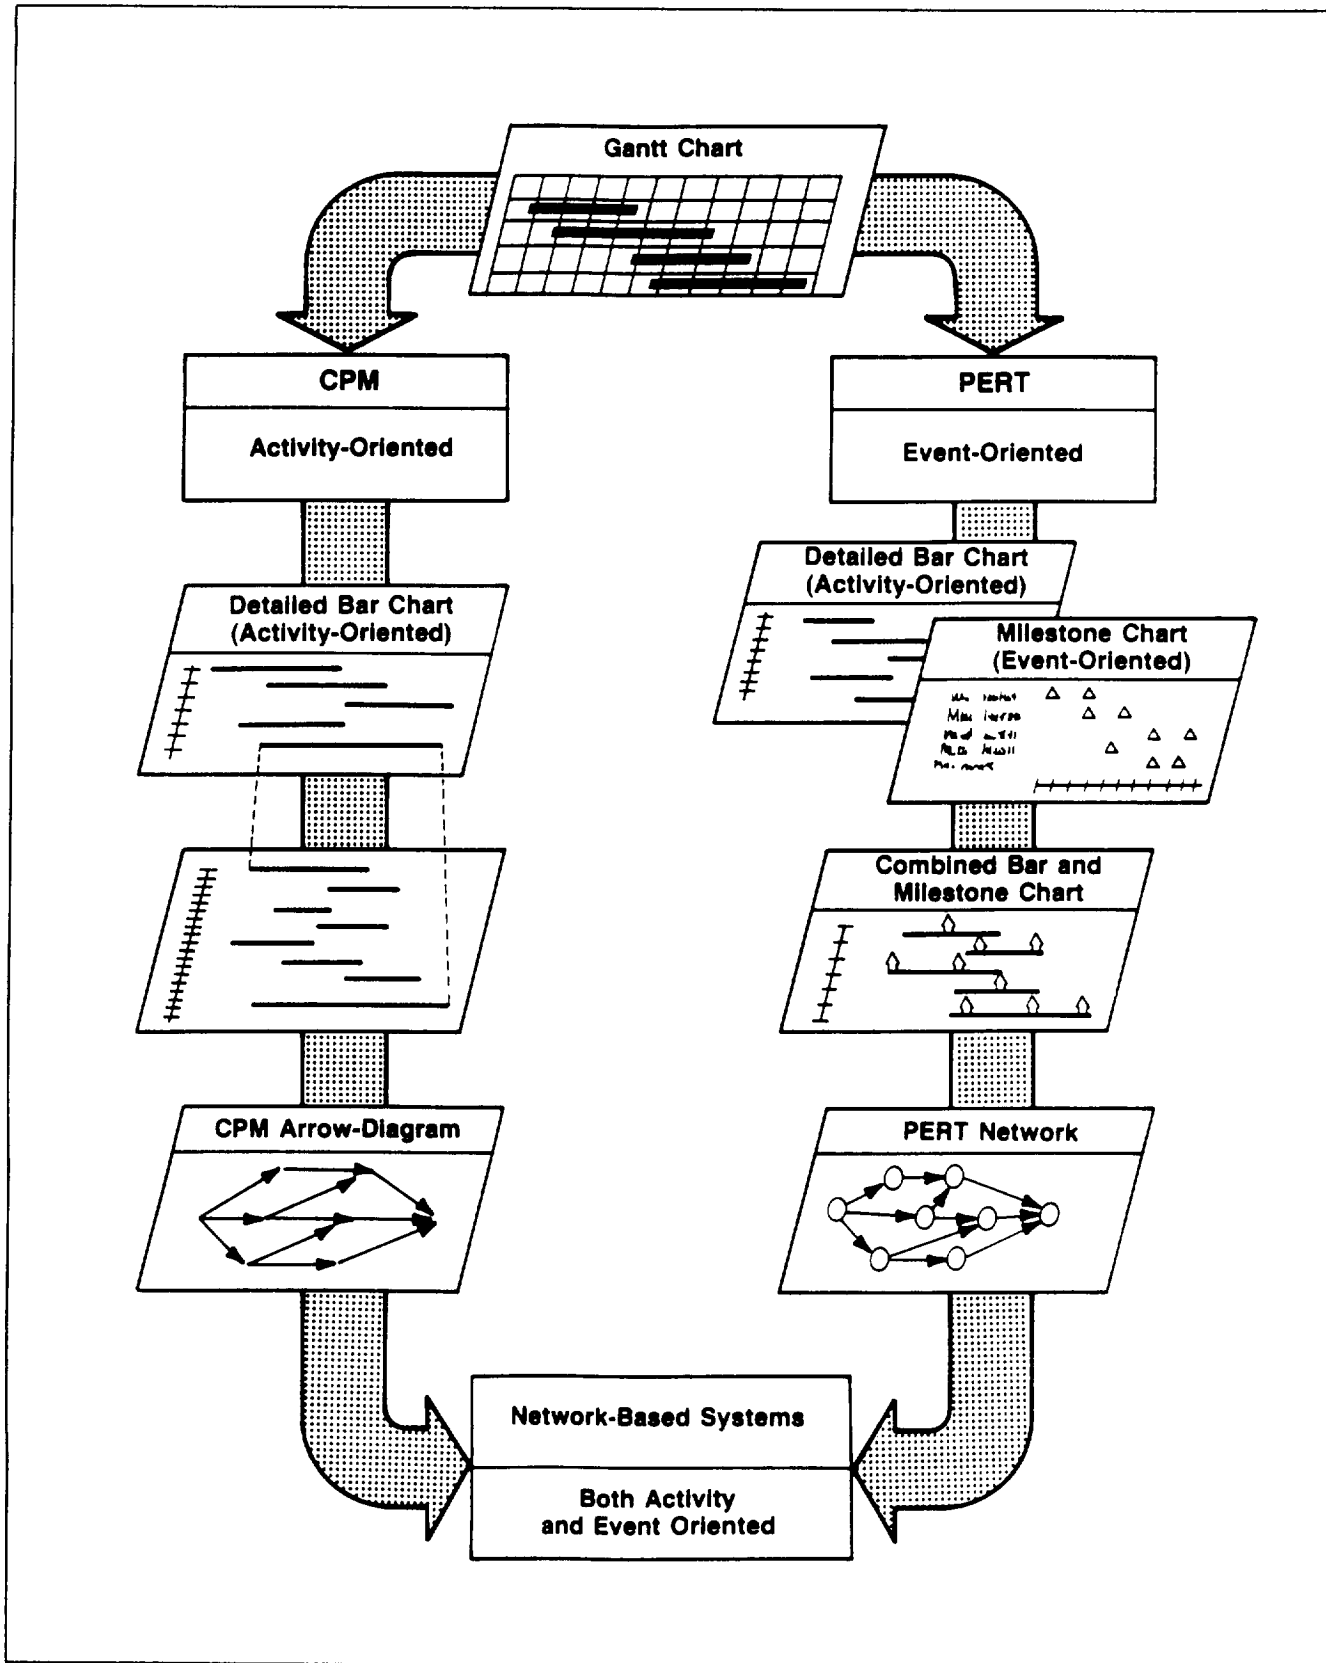 Gantt Chart
CPM
Activity-Oriented
Detailed Bar Chart
(Activity-Oriented)
CPM Arrow-Diagram
PERT
Event-Oriented
Detailed Bar Chart
(Activity-Oriented)
Milestone Chart
(Event-Oriented)
Combined Bar and
Milestone Chart
PERT Network
Network-Based Systems
Both Activity
and Event Oriented